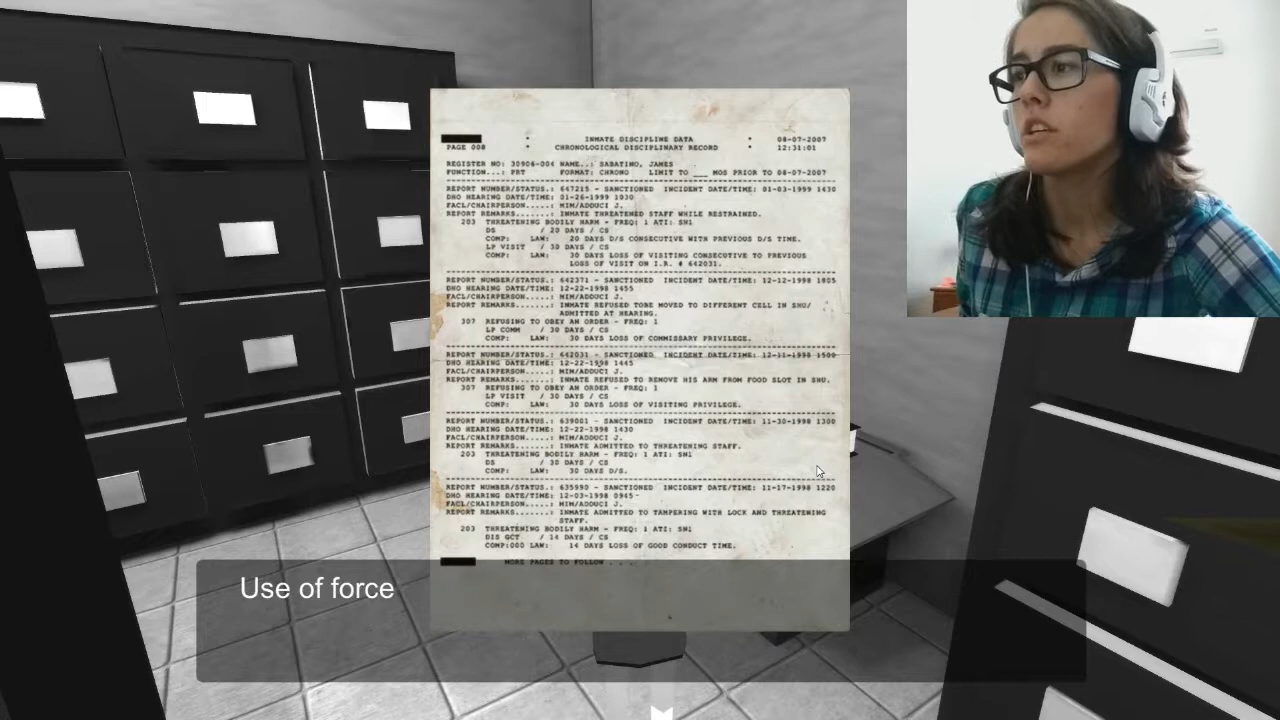 INMATE DISCIPLINE DATA * 08-07-2007
PAGE 008 * CHRONOLOGICAL DISCIPLINARY RECORD * 12:31:01
REGISTER NO: 30906-004 NAME..: SABATINO, JAMES
FUNCTION...: PRT FORMAT: CHRONO LIMIT TO ___ MOS PRIOR TO 08-07-2007
REPORT NUMBER/STATUS.: 647215 - SANCTIONED INCIDENT DATE/TIME: 01-03-1999 1430
DHO HEARING DATE/TIME: 01-26-1999 1030
FACL/CHAIRPERSON.....: MIM/ADDUCI J.
REPORT REMARKS.......: INMATE THREATENED STAFF WHILE RESTRAINED.
203 THREATENING BODILY HARM - FREQ: 1 ATI: SN1
DS / 20 DAYS / CS
COMP: LAW: 20 DAYS D/S CONSECUTIVE WITH PREVIOUS D/S TIME.
LP VISIT / 30 DAYS / CS
COMP: LAW: 30 DAYS LOSS OF VISITING CONSECUTIVE TO PREVIOUS
LOSS OF VISIT ON I.R. # 642031.
REPORT NUMBER/STATUS.: 642371 - SANCTIONED INCIDENT DATE/TIME: 12-12-1998 1805
DHO HEARING DATE/TIME: 12-22-1998 1455
FACL/CHAIRPERSON.....: MIM/ADDUCI J.
REPORT REMARKS.......: INMATE REFUSED TOBE MOVED TO DIFFERENT CELL IN SHU/
ADMITTED AT HEARING.
307 REFUSING TO OBEY AN ORDER - FREQ: 1
LP COMM / 30 DAYS / CS
COMP: LAW: 30 DAYS LOSS OF COMMISSARY PRIVILEGE.
REPORT NUMBER/STATUS.: 642031 - SANCTIONED INCIDENT DATE/TIME: 12-11-1998 1500
DHO HEARING DATE/TIME: 12-22-1998 1445
FACL/CHAIRPERSON.....: MIM/ADDUCI J.
REPORT REMARKS.......: INMATE REFUSED TO REMOVE HIS ARM FROM FOOD SLOT IN SHU.
307 REFUSING TO OBEY AN ORDER - FREQ: 1
LP VISIT / 30 DAYS / CS
COMP: LAW: 30 DAYS LOSS OF VISITING PRIVILEGE.
REPORT NUMBER/STATUS.: 639001 - SANCTIONED INCIDENT DATE/TIME: 11-30-1998 1300
DHO HEARING DATE/TIME: 12-22-1998 1430
FACL/CHAIRPERSON.....: MIM/ADDUCI J.
REPORT REMARKS.......: INMATE ADMITTED TO THREATENING STAFF.
203 THREATENING BODILY HARM - FREQ: 1 ATI: SN1
DS / 30 DAYS / CS
COMP: LAW: 30 DAYS D/S.
REPORT NUMBER/STATUS.: 635990 - SANCTIONED INCIDENT DATE/TIME: 11-17-1998 1220
DHO HEARING DATE/TIME: 12-03-1998 0945
FACL/CHAIRPERSON.....: MIM/ADDUCI J.
REPORT REMARKS.......: INMATE ADMITTED TO TAMPERING WITH LOCK AND THREATENING
STAFF.
203 THREATENING BODILY HARM - FREQ: 1 ATI: SN1
DIS GCT / 14 DAYS / CS
COMP:000 LAW: 14 DAYS LOSS OF GOOD CONDUCT TIME.
MORE PAGES TO FOLLOW . . .
Use of force